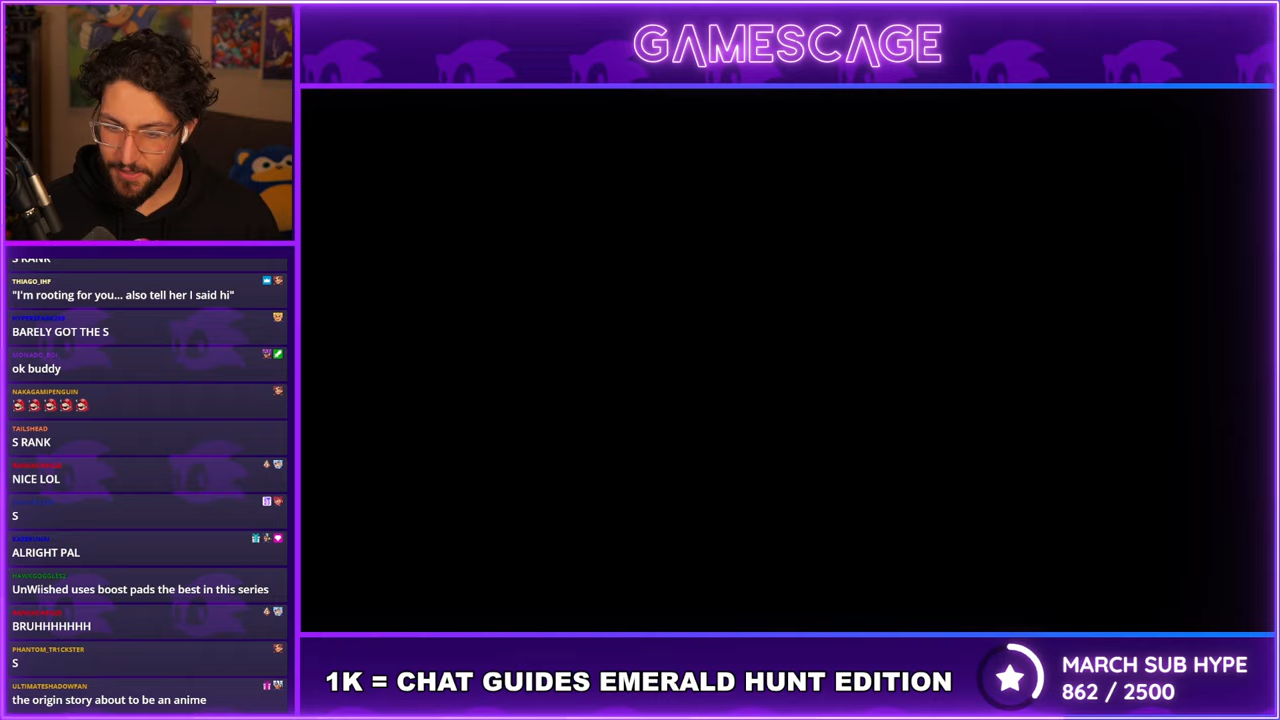 GAMESCAGE
S RANK
THIAGO_IHF
"I'm rooting for you... also tell her I said hi"
BARELY GOT THE S
ok buddy
NAKAGAMIPENGUIN
TAILSHEAD
S RANK
NICE LOL
S
ALRIGHT PAL
UnWiished uses boost pads the best in this series
BRUHHHHHHH
PHANTOM_TR1CKSTER
S
ULTIMATESHADOWFAN
the origin story about to be an anime
1K = CHAT GUIDES EMERALD HUNT EDITION
MARCH SUB HYPE
862 / 2500